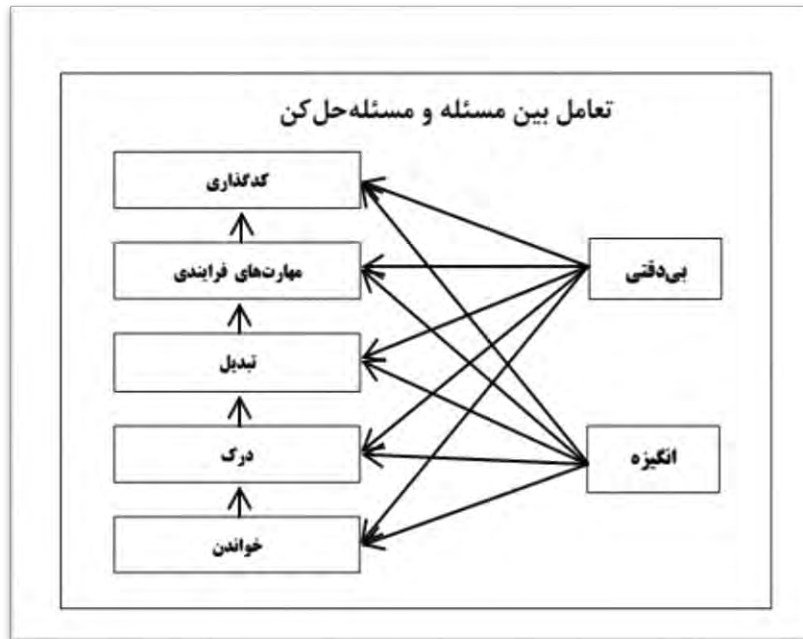 تعامل بین مسئله و مسئله‌حل‌کن
کدگذاری
مهارت‌های فرایندی
بی‌دقتی
تبدیل
درک
انگیزه
خواندن